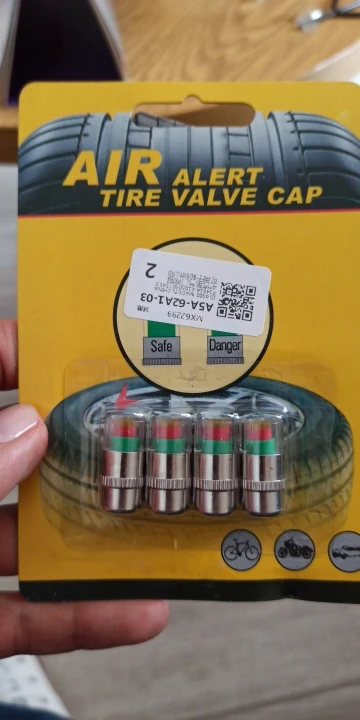 AIR ALERT
TIRE VALVE CAP
MX62299
A5A-62A1-03
2
Safe
Danger